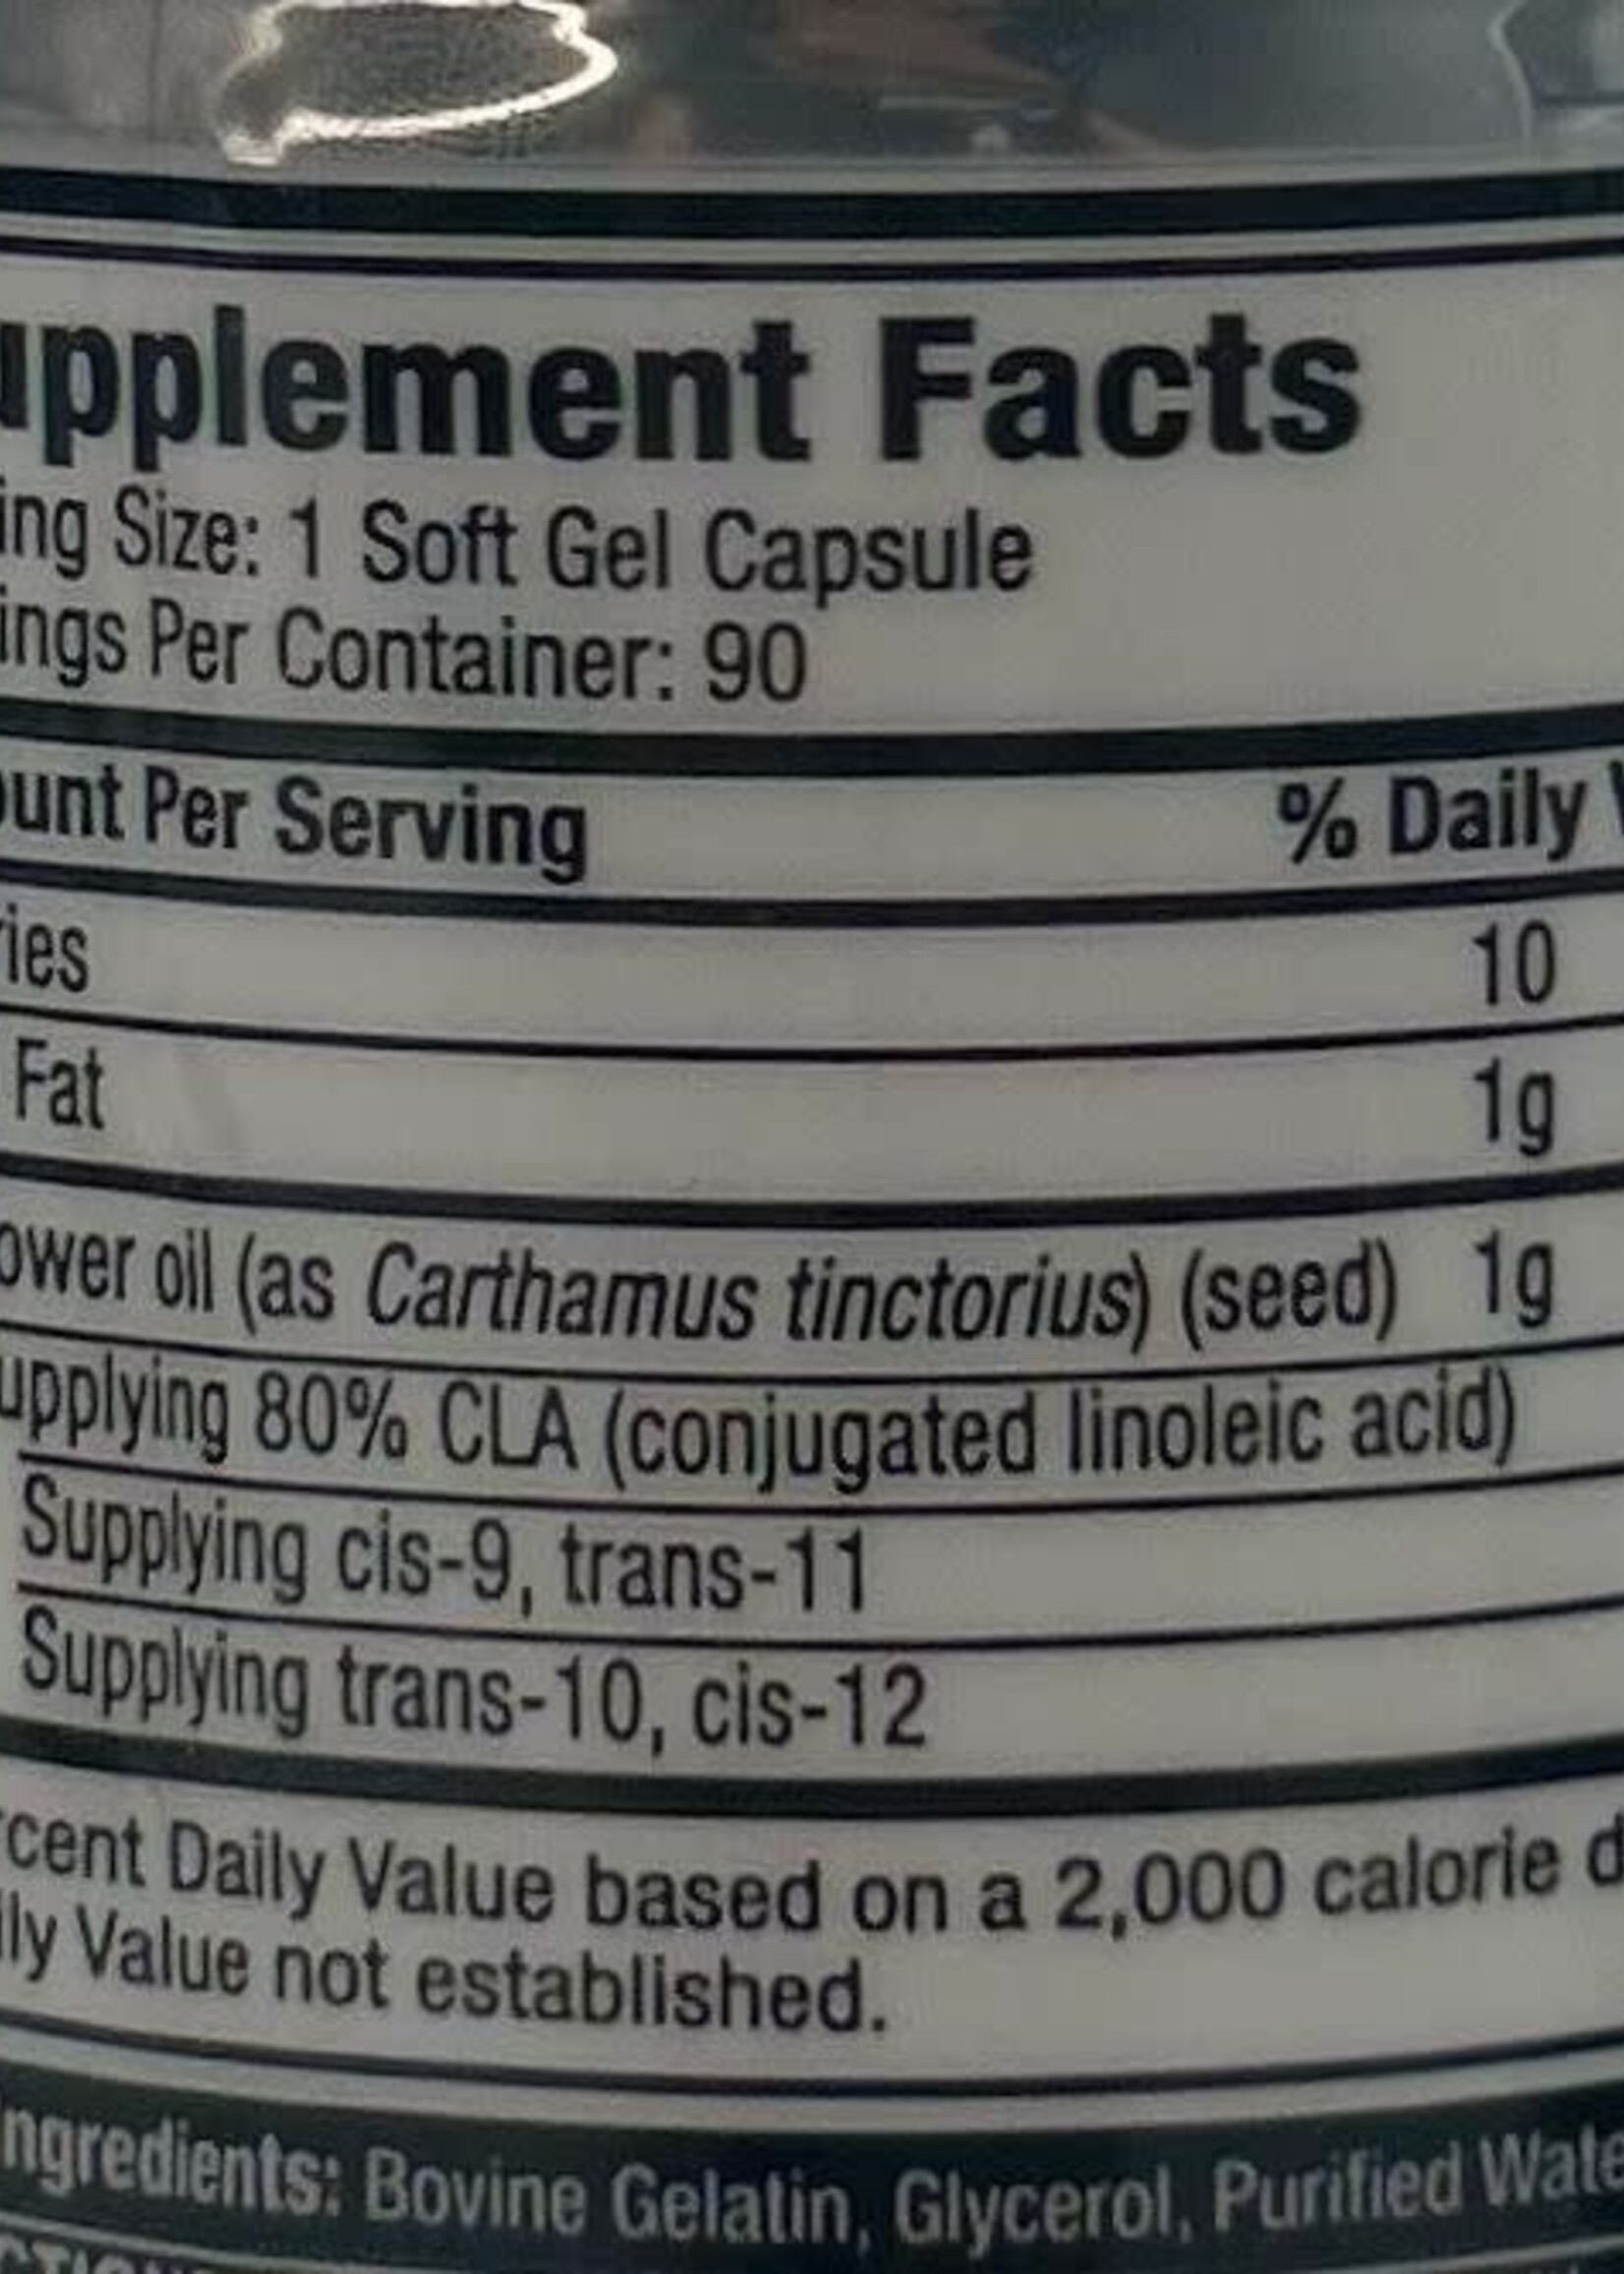 upplement Facts
ing Size: 1 Soft Gel Capsule
ings Per Container: 90
ount Per Serving % Daily V
ries 10
Fat 1g
ower oil (as Carthamus tinctorius) (seed) 1g
upplying 80% CLA (conjugated linoleic acid)
Supplying cis-9, trans-11
Supplying trans-10, cis-12
rcent Daily Value based on a 2,000 calorie d
ily Value not established.
ngredients: Bovine Gelatin, Glycerol, Purified Wate